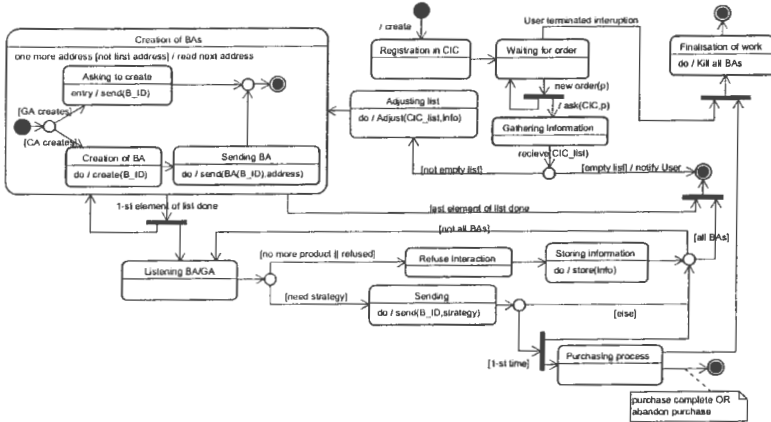 Creation of BAs
one more address [not first address] / read next address
Asking to create
entry / send(B_ID)
[GA creates]
[CA creates]
Creation of BA
do / create(B_ID)
Sending BA
do / send(BA(B_ID),address)
/ create
Registration in CIC
Waiting for order
User terminated interuption
Finalisation of work
do / Kill all BAs
new order(p)
/ ask(CIC,p)
Adjusting list
do / Adjust(CIC_list,Info)
Gathering Information
recieve(CIC_list)
[not empty list]
[empty list] / notify User
1-st element of list done
last element of list done
[not all BAs]
[all BAs]
Listening BA/GA
[no more product || refused]
Refuse Interaction
Storing information
do / store(Info)
[need strategy]
Sending
do / send(B_ID,strategy)
[else]
[1-st time]
Purchasing process
purchase complete OR
abandon purchase